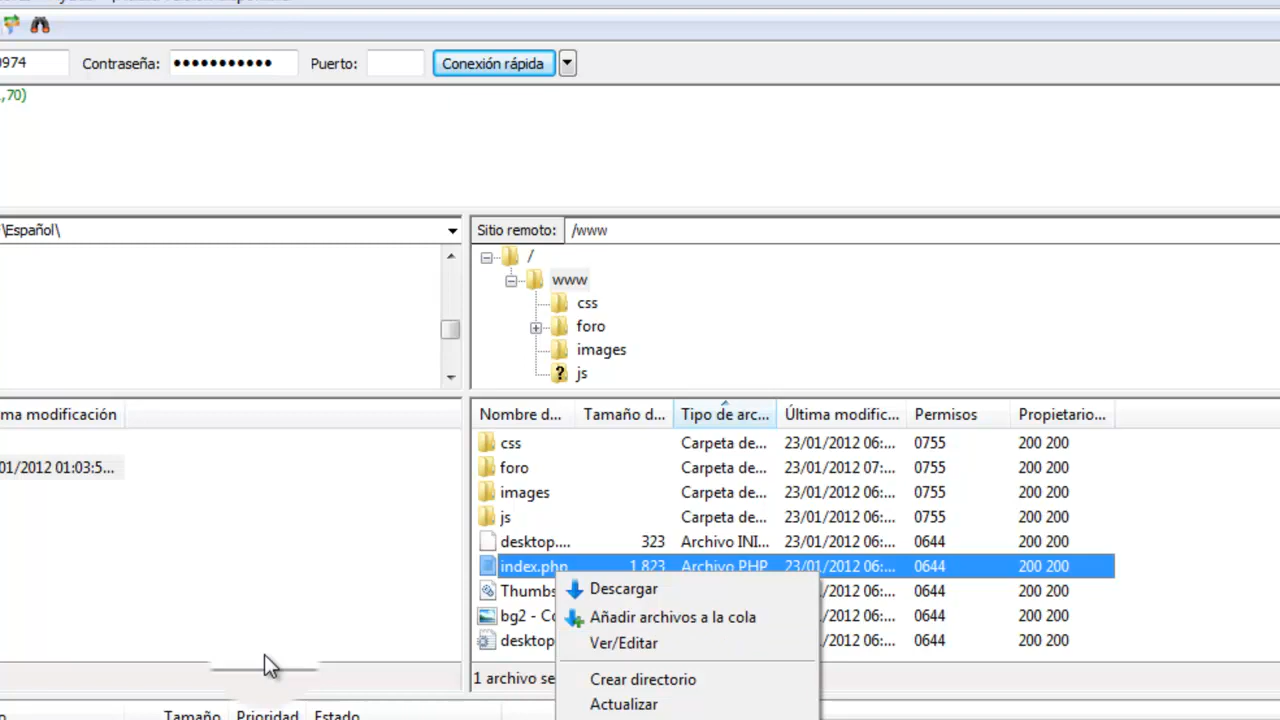 0974 Contraseña: ●●●●●●●●●●● Puerto: Conexión rápida
,70)
\Español\
Sitio remoto: /www
/
www
css
foro
images
? js
ma modificación
01/2012 01:03:5...
Nombre d... Tamaño d... Tipo de arc... Última modific... Permisos Propietario...
css Carpeta de... 23/01/2012 06:... 0755 200 200
foro Carpeta de... 23/01/2012 07:... 0755 200 200
images Carpeta de... 23/01/2012 06:... 0755 200 200
js Carpeta de... 23/01/2012 06:... 0755 200 200
desktop.... 323 Archivo INI... 23/01/2012 06:... 0644 200 200
index.php 1 823 Archivo PHP 23/01/2012 06:... 0644 200 200
Thumbs /01/2012 06:... 0644 200 200
bg2 - Co /01/2012 06:... 0644 200 200
desktop /01/2012 06:... 0644 200 200
Descargar
Añadir archivos a la cola
Ver/Editar
Crear directorio
Actualizar
1 archivo se
Tamaño Prioridad Estado